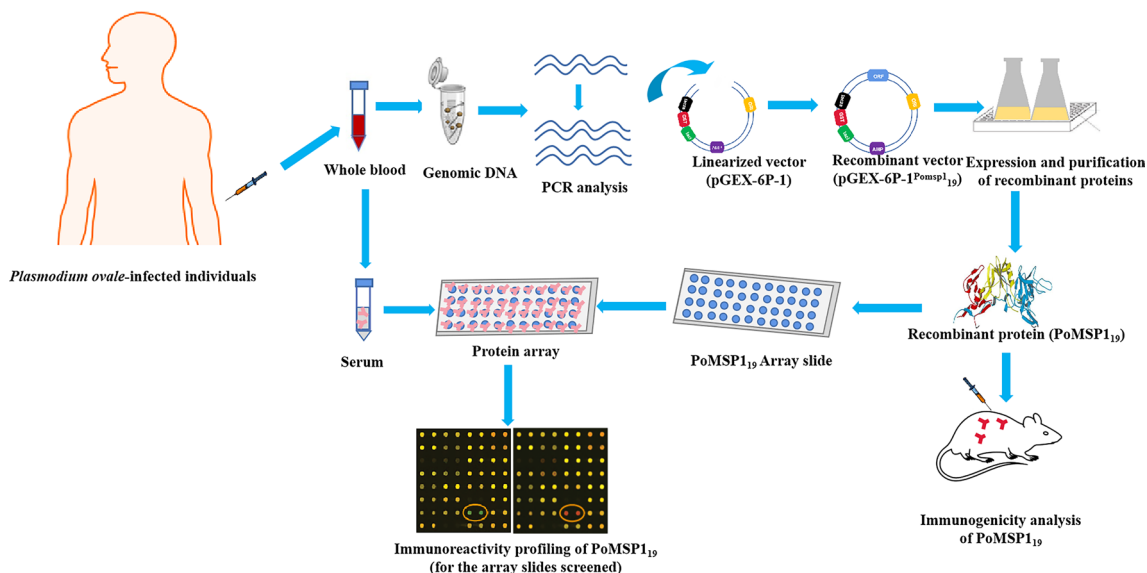 Whole blood
Genomic DNA
PCR analysis
Linearized vector
(pGEX-6P-1)
ORF
AMP
Recombinant vector
(pGEX-6P-1ᴾᵒᵐˢᵖ¹₁₉)
Expression and purification
of recombinant proteins
Plasmodium ovale-infected individuals
Serum
Protein array
PoMSP1₁₉ Array slide
Recombinant protein (PoMSP1₁₉)
Immunoreactivity profiling of PoMSP1₁₉
(for the array slides screened)
Immunogenicity analysis
of PoMSP1₁₉